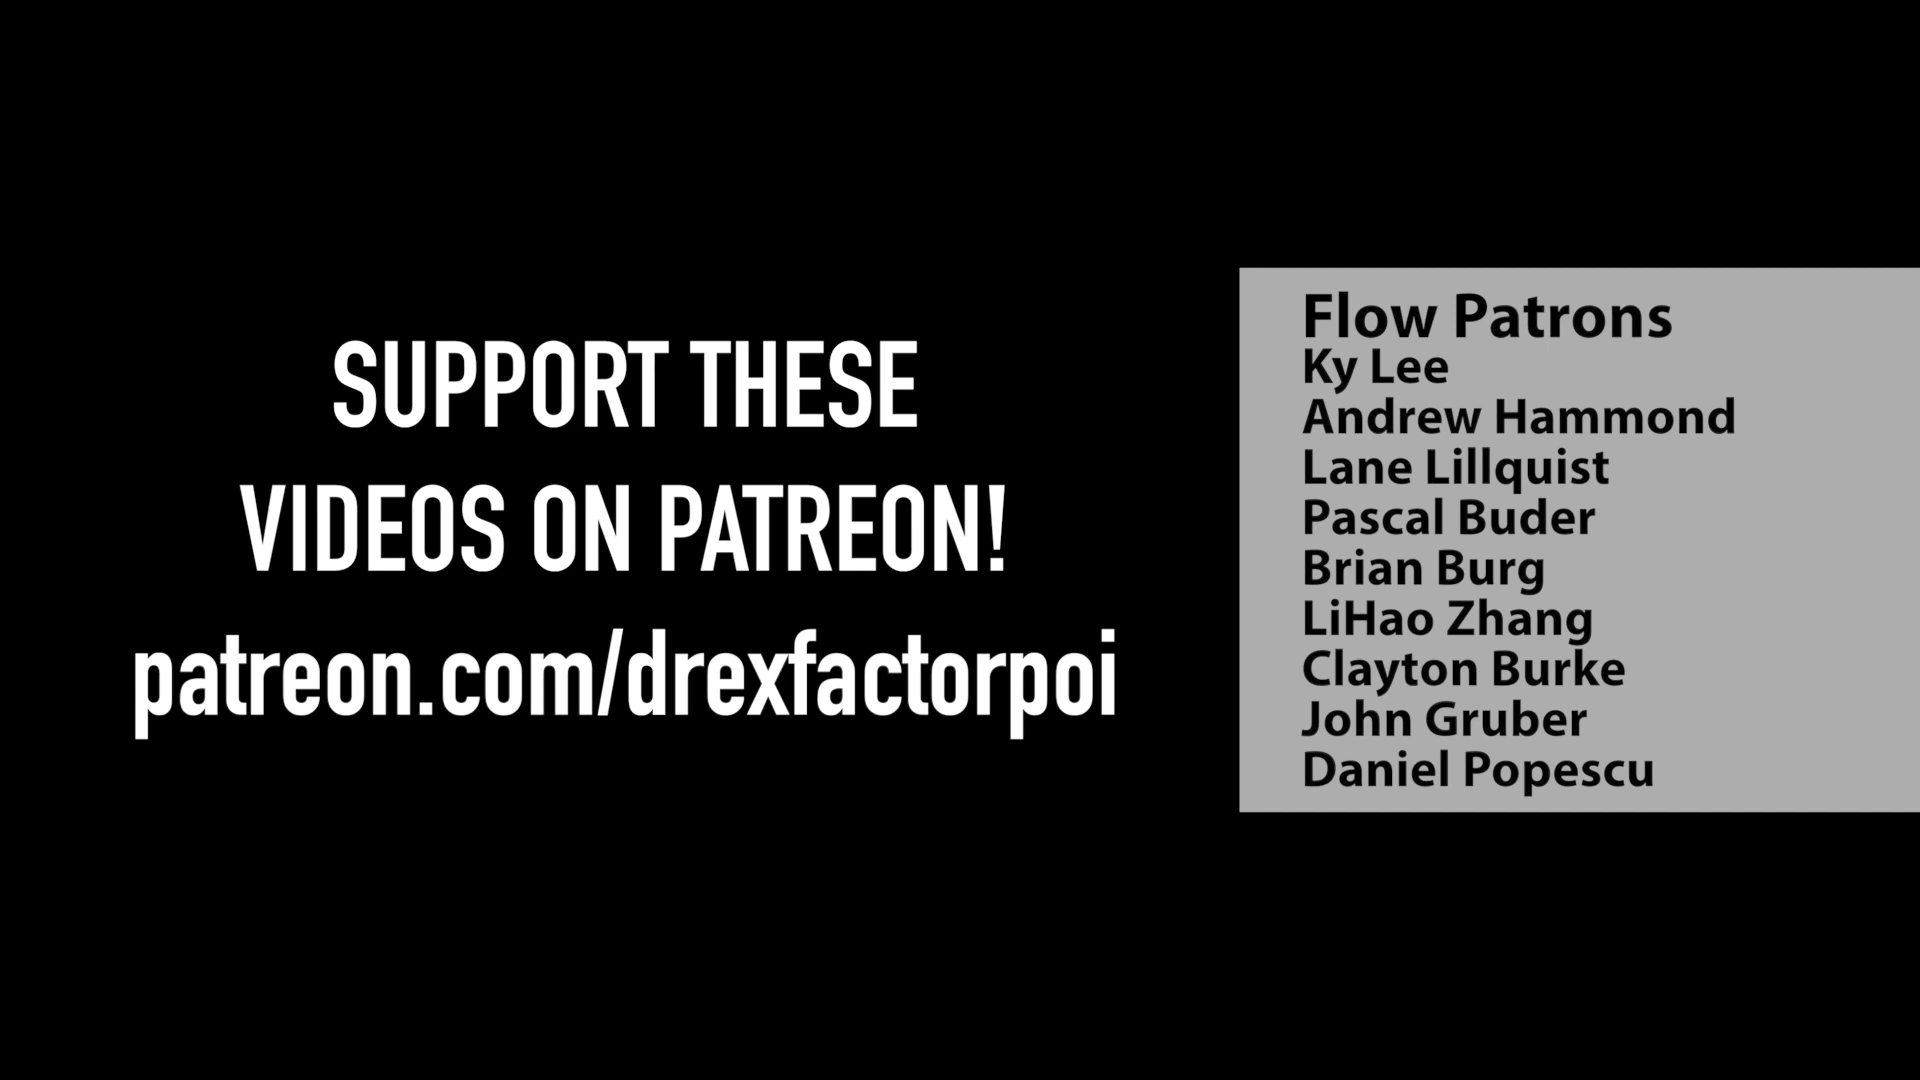 SUPPORT THESE
VIDEOS ON PATREON!
patreon.com/drexfactorpoi
Flow Patrons
Ky Lee
Andrew Hammond
Lane Lillquist
Pascal Buder
Brian Burg
LiHao Zhang
Clayton Burke
John Gruber
Daniel Popescu